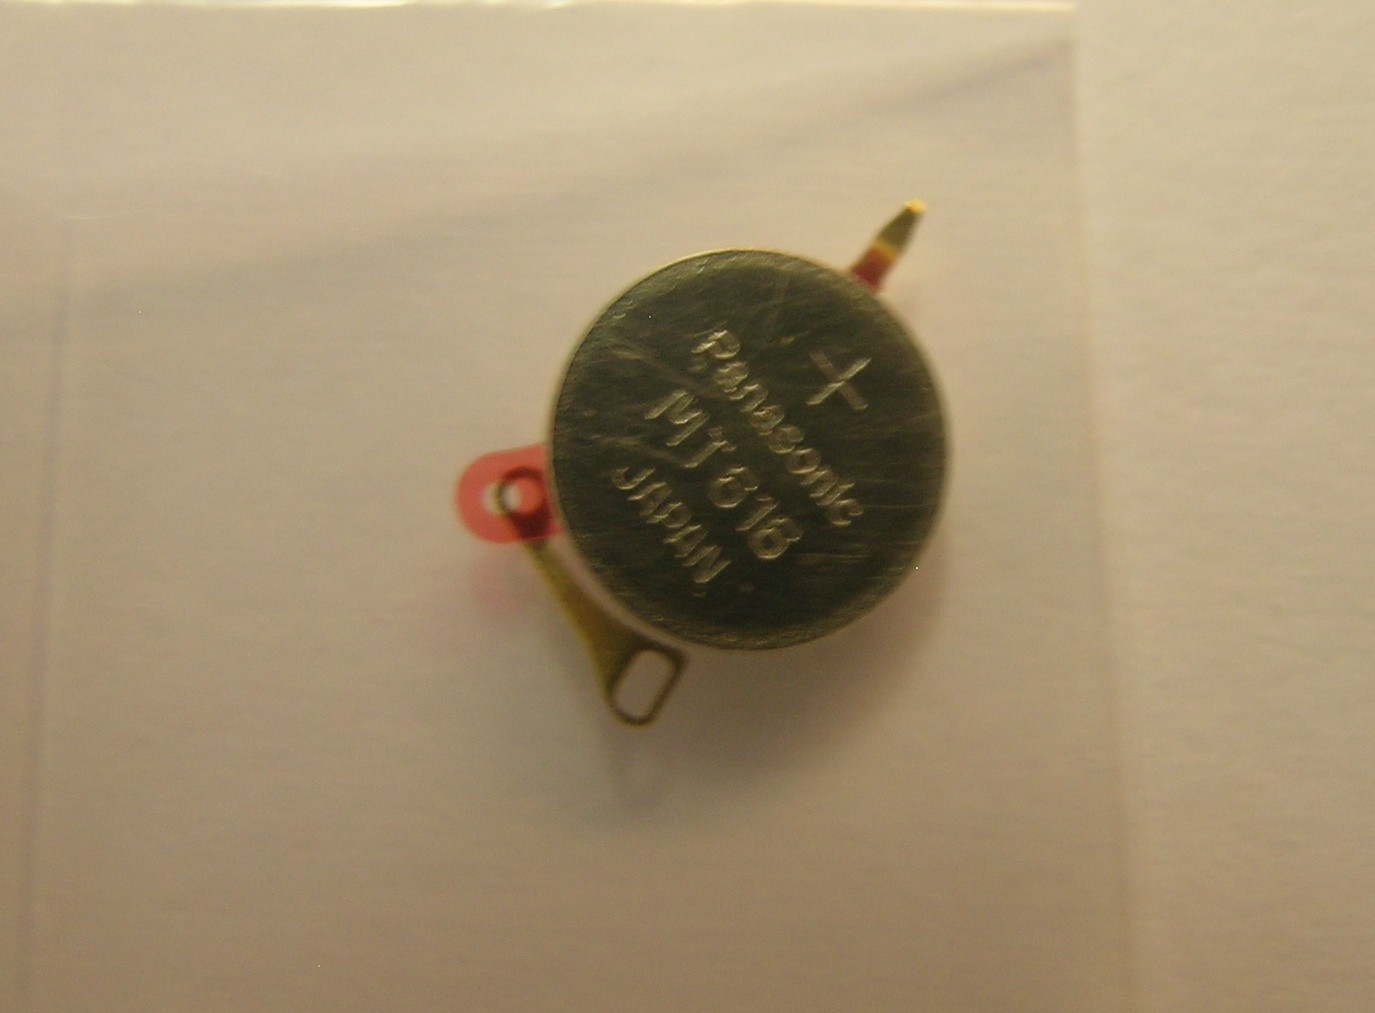 +
Panasonic
MT616
JAPAN